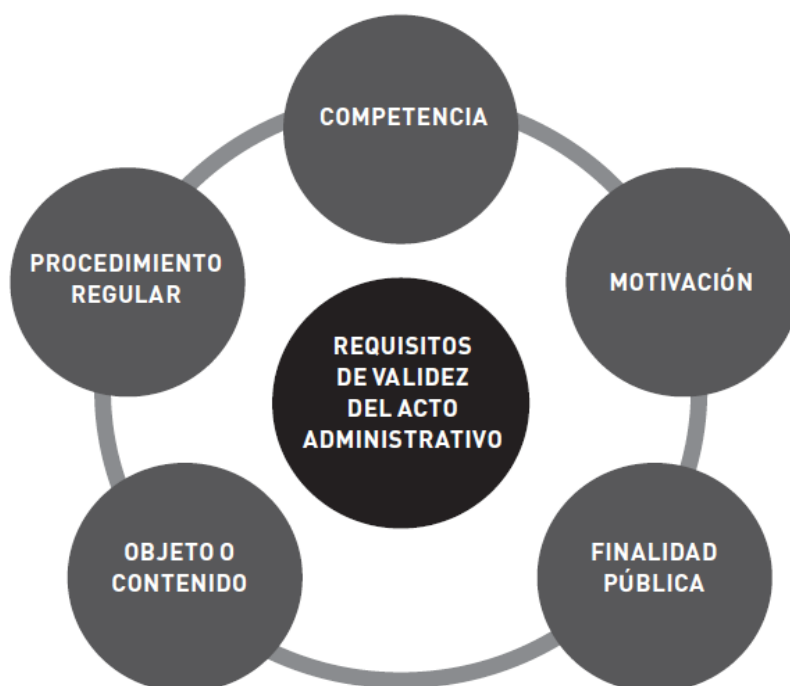 COMPETENCIA
MOTIVACIÓN
FINALIDAD
PÚBLICA
OBJETO O
CONTENIDO
PROCEDIMIENTO
REGULAR
REQUISITOS
DE VALIDEZ
DEL ACTO
ADMINISTRATIVO